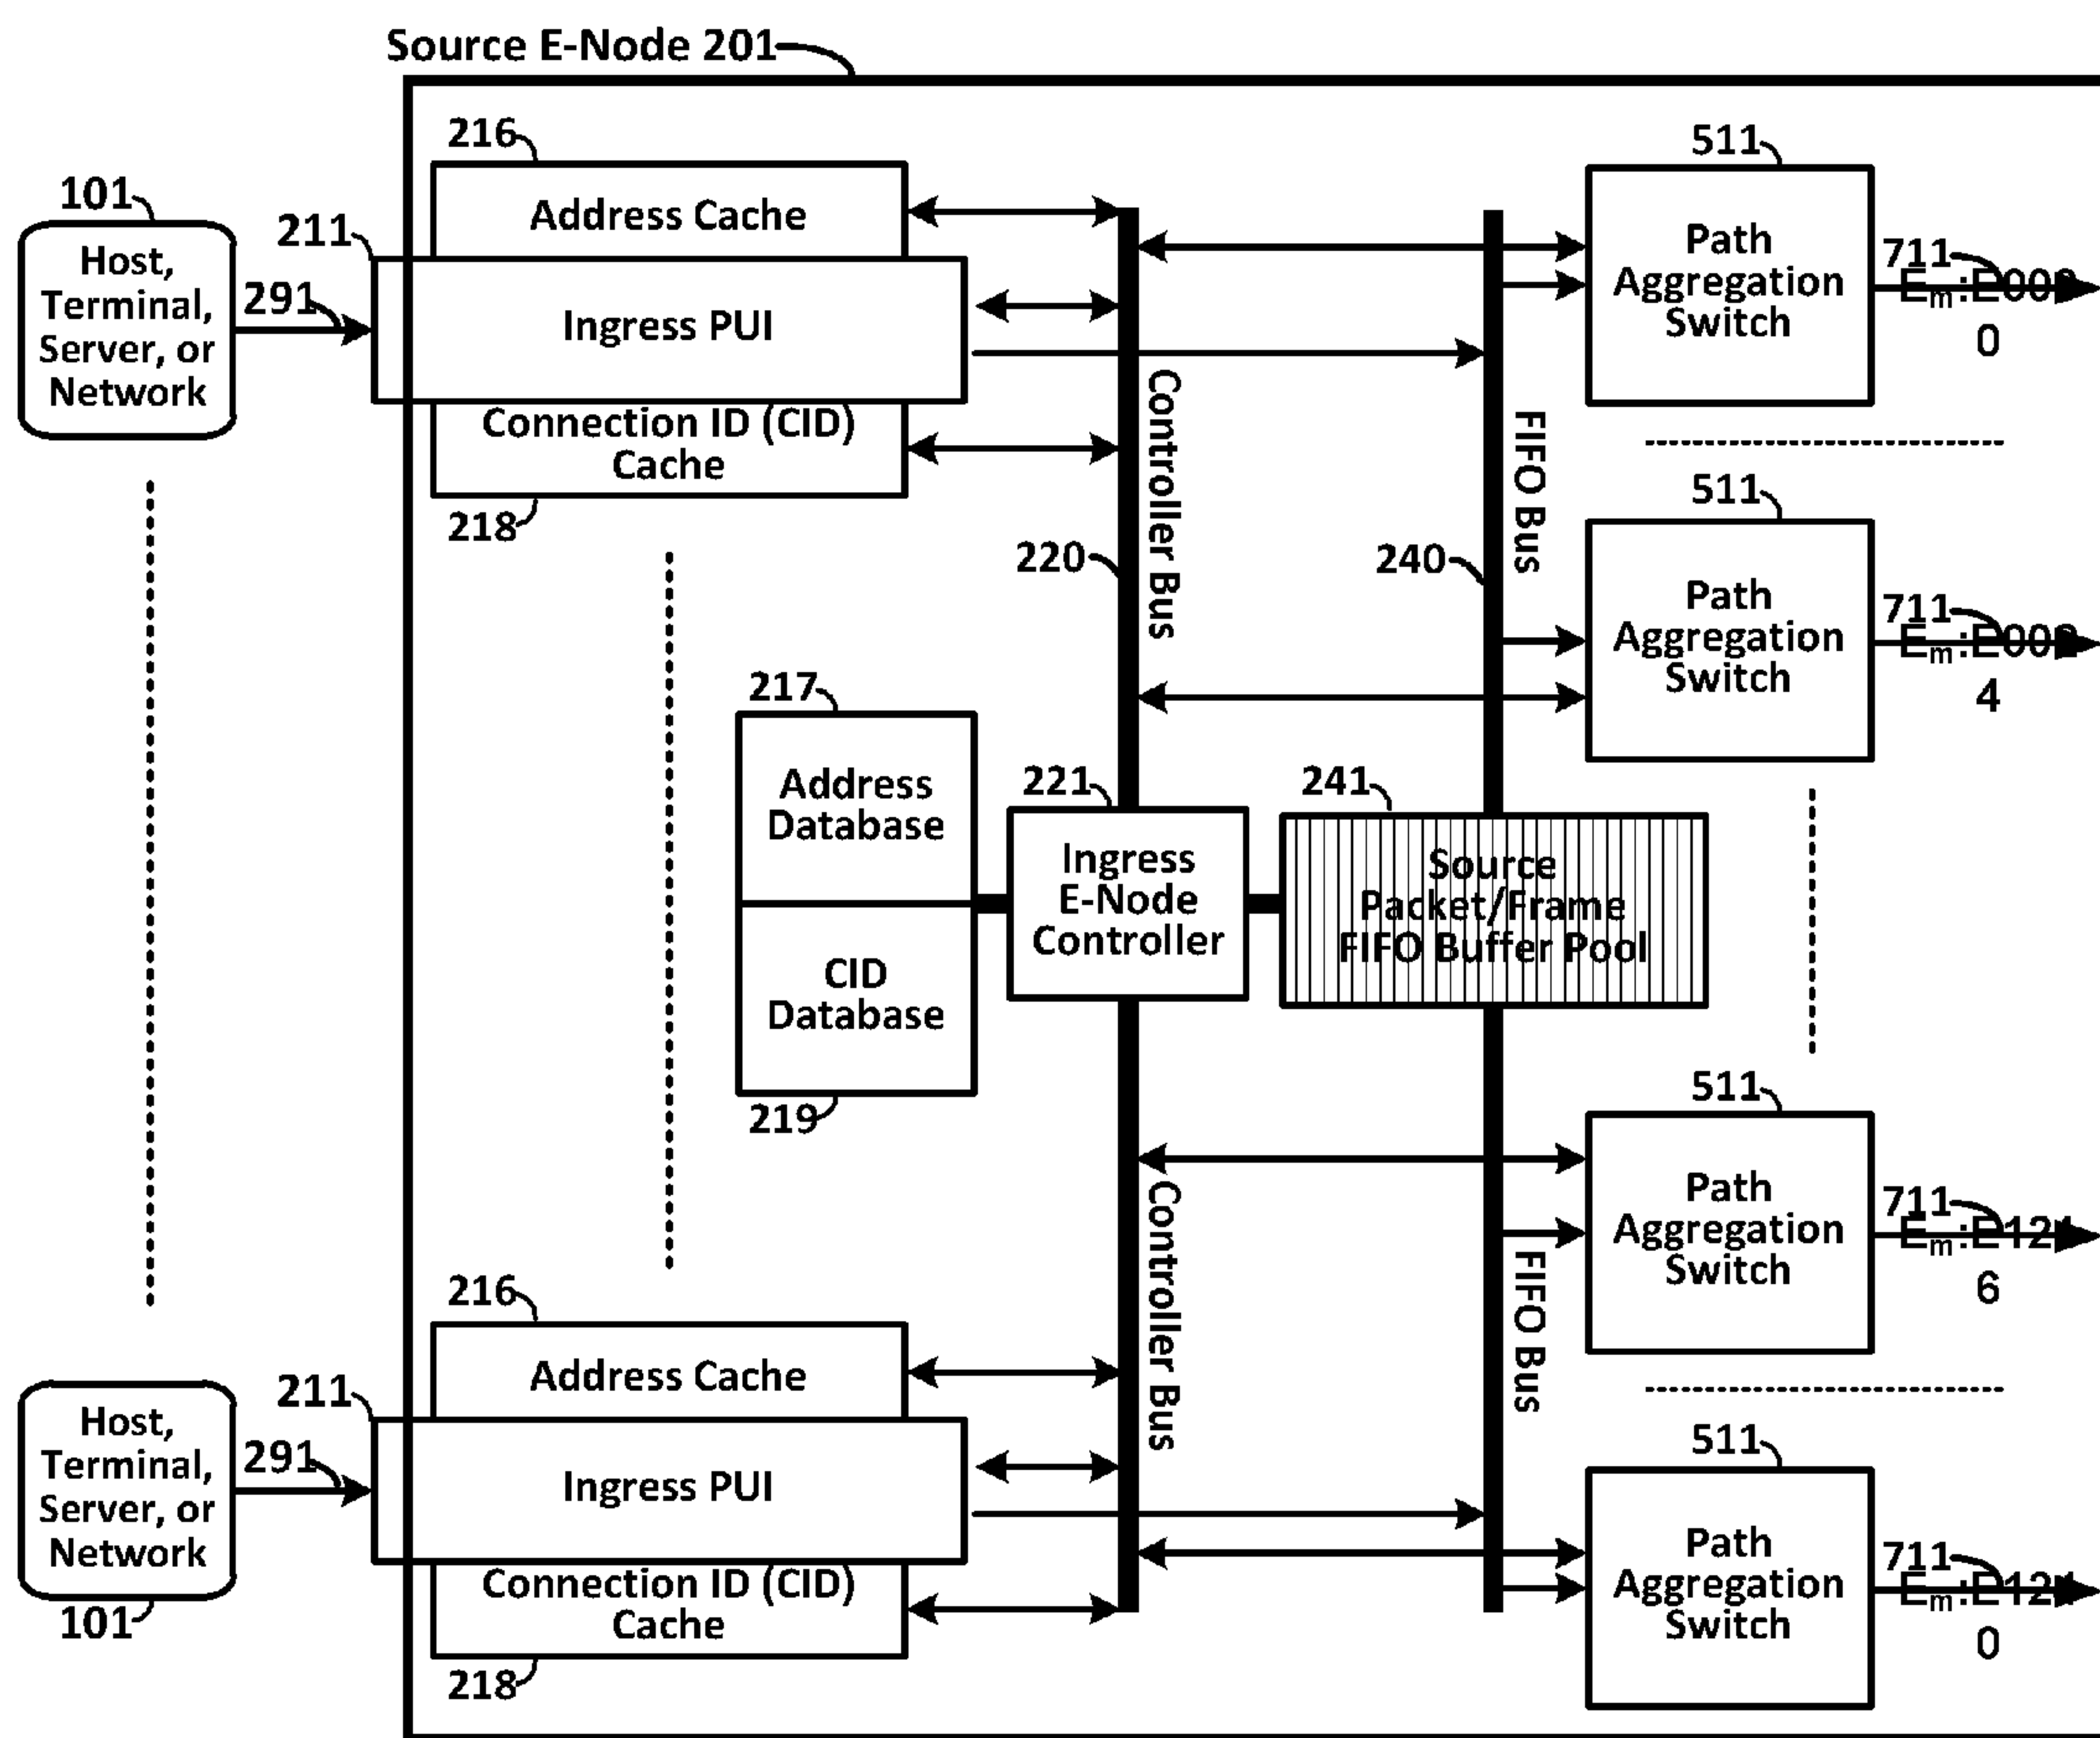 Source E-Node 201
216
511
101
Address Cache
211
Host,
Terminal,
Server, or
Network
291
Ingress PUI
Path
Aggregation
Switch
711
0
Connection ID (CID)
Cache
218
Controller Bus
FIFO Bus
220
240
511
Path
Aggregation
Switch
711
4
217
Address
Database
CID
Database
219
221
Ingress
E-Node
Controller
241
Source
Packet/Frame
FIFO Buffer Pool
511
Path
Aggregation
Switch
711
6
Controller Bus
FIFO Bus
216
Address Cache
211
Host,
Terminal,
Server, or
Network
101
291
Ingress PUI
Connection ID (CID)
Cache
218
511
Path
Aggregation
Switch
711
0